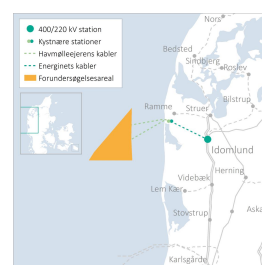 400/220 kV station
Kystnære stationer
Havmølleejerens kabler
Energinets kabler
Forundersøgelsesareal
Nors
Bedsted
Sindbjerg
Roslev
Bilstrup
Ramme
Struer
Idomlund
Herning
Videbæk
Lem Kær
Stovstrup
Aska
Karlsgårde